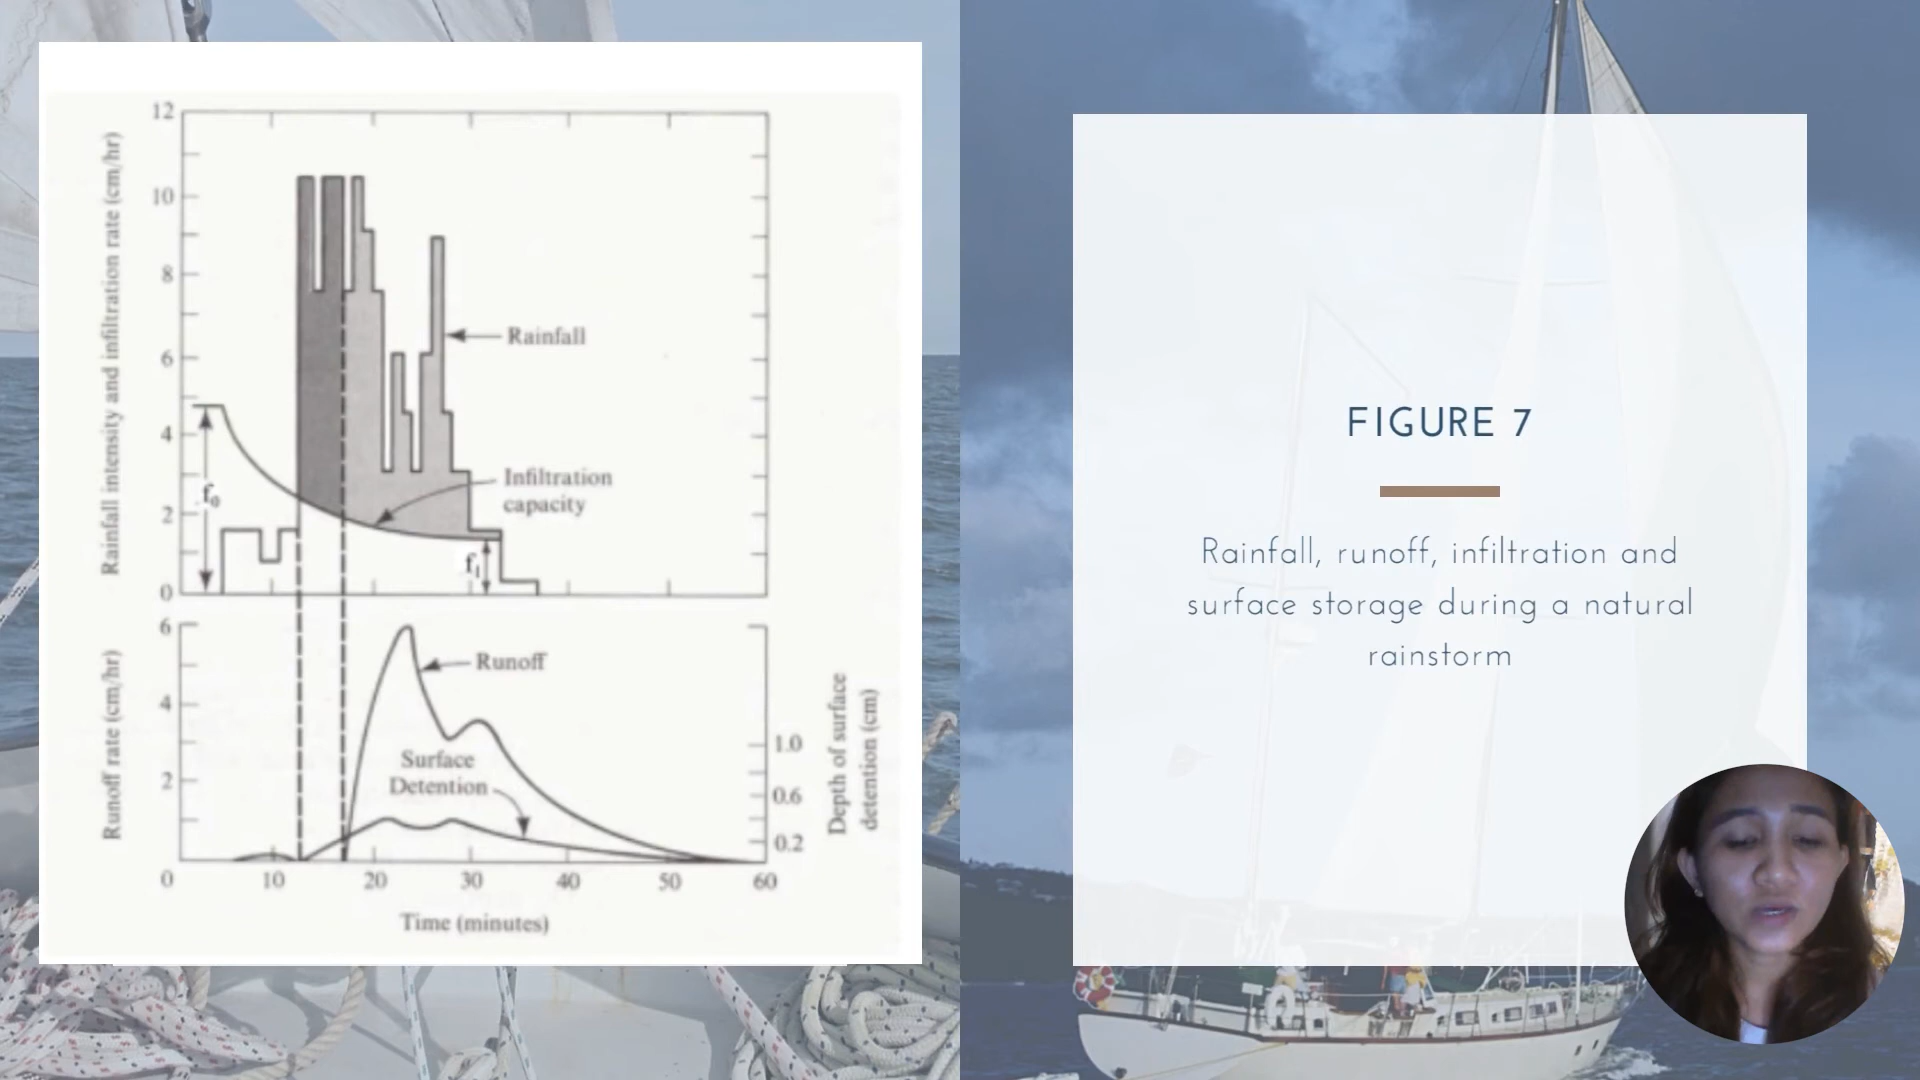 12
10
8
6
4
2
0
Rainfall intensity and infiltration rate (cm/hr)
Rainfall
Infiltration
capacity
f₀
f₁
6
4
2
Runoff rate (cm/hr)
Runoff
Surface
Detention
1.0
0.6
0.2
Depth of surface
detention (cm)
0 10 20 30 40 50 60
Time (minutes)
FIGURE 7
Rainfall, runoff, infiltration and
surface storage during a natural
rainstorm